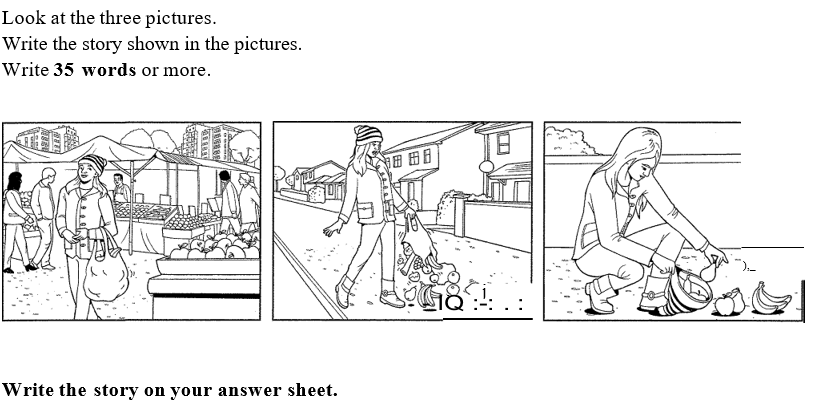 Look at the three pictures.
Write the story shown in the pictures.
Write 35 words or more.
Write the story on your answer sheet.